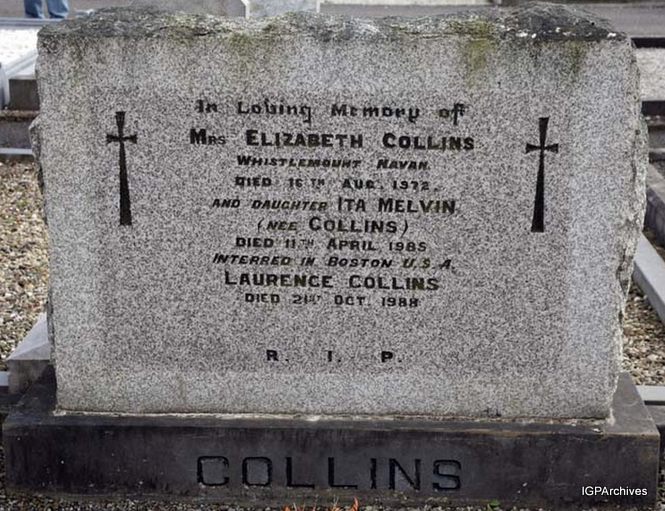 In Loving Memory of
MRS ELIZABETH COLLINS
WHISTLEMOUNT NAVAN.
DIED 16TH AUG. 1972.
AND DAUGHTER ITA MELVIN
(NEE COLLINS)
DIED 11TH APRIL 1985
INTERRED IN BOSTON U.S.A.
LAURENCE COLLINS
DIED 21ST OCT. 1988
R. I. P.
COLLINS
IGPArchives